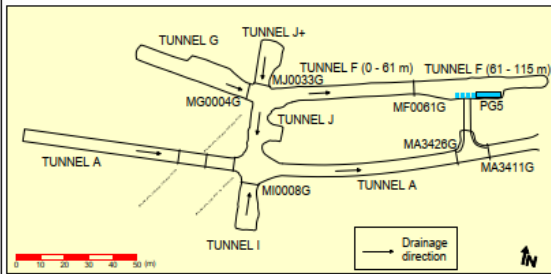 TUNNEL J+
TUNNEL G
TUNNEL F (0 - 61 m)
TUNNEL F (61 - 115 m)
MJ0033G
MG0004G
MF0061G
PG5
TUNNEL J
MA3426G
MA3411G
TUNNEL A
MI0008G
TUNNEL A
TUNNEL I
0 10 20 30 40 50 (m)
Drainage
direction
N